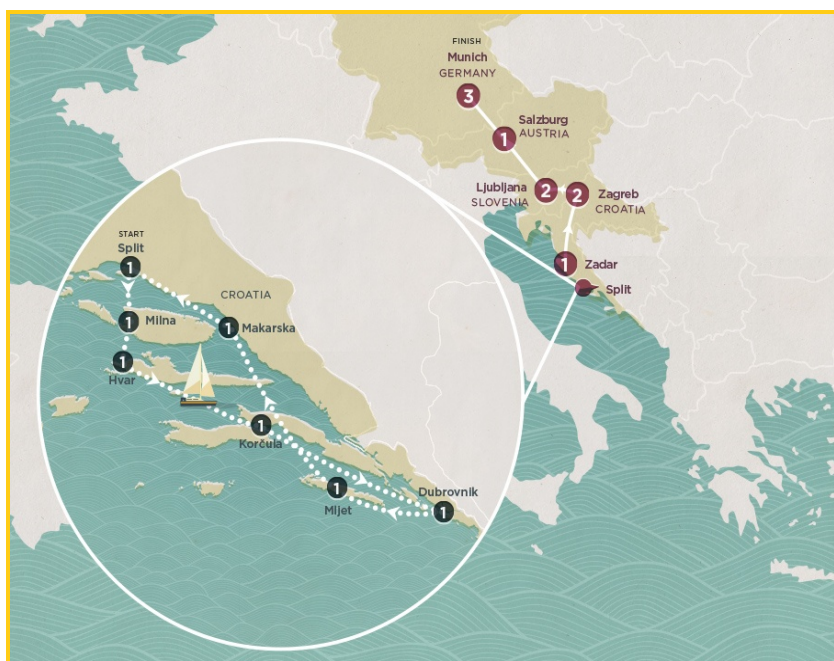 FINISH
Munich
GERMANY
3
Salzburg
AUSTRIA
1
Ljubljana
SLOVENIA
2
2
Zagreb
CROATIA
1
Zadar
Split
START
Split
1
CROATIA
1
Milna
1
Makarska
1
Hvar
1
Korčula
Dubrovnik
1
1
Mljet